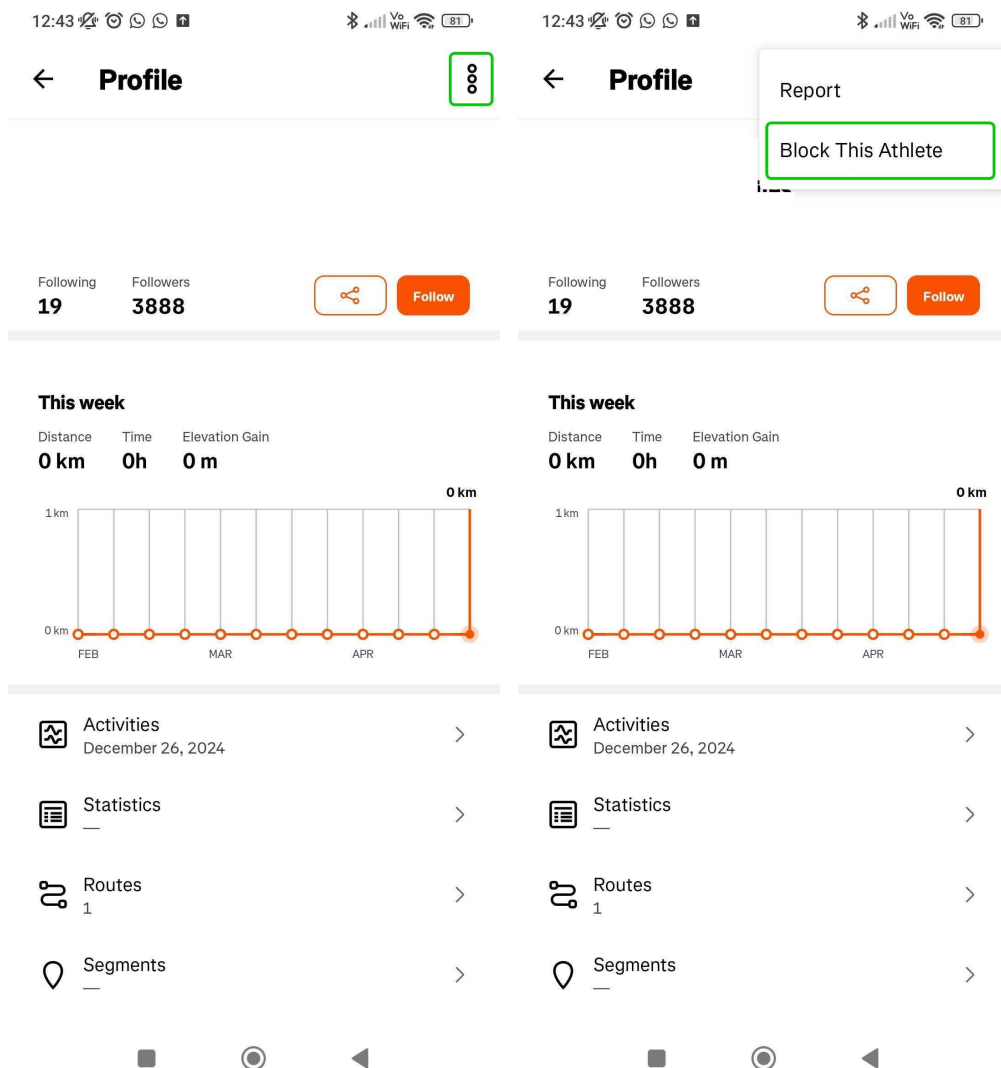 12:43
Vo WiFi 81
Profile
Following Followers
19 3888
Follow
This week
Distance Time Elevation Gain
0 km 0h 0 m
0 km
1 km
0 km
FEB MAR APR
Activities
December 26, 2024
Statistics
—
Routes
1
Segments
—
12:43
Vo WiFi 81
Profile
Report
Block This Athlete
Following Followers
19 3888
Follow
This week
Distance Time Elevation Gain
0 km 0h 0 m
0 km
1 km
0 km
FEB MAR APR
Activities
December 26, 2024
Statistics
—
Routes
1
Segments
—